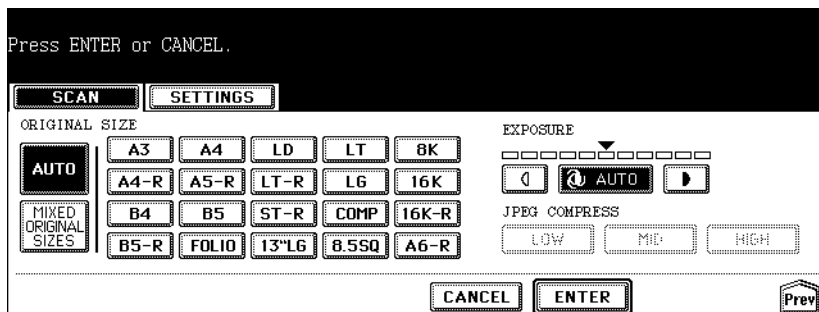 Press ENTER or CANCEL.
SCAN SETTINGS
ORIGINAL SIZE
EXPOSURE
AUTO
A3 A4 LD LT 8K
A4-R A5-R LT-R LG 16K
AUTO
MIXED
ORIGINAL
SIZES
B4 B5 ST-R COMP 16K-R
B5-R FOLIO 13"LG 8.5SQ A6-R
JPEG COMPRESS
LOW MID HIGH
CANCEL ENTER
Prev